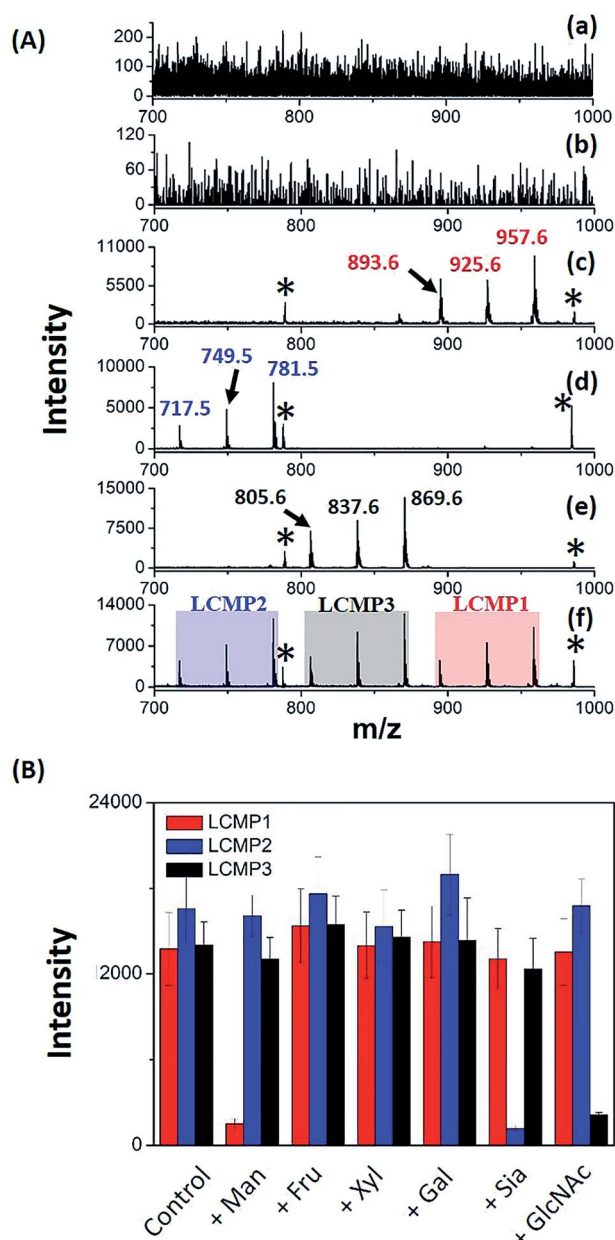 (A)
(a)
200
150
100
50
0
700 800 900 1000
(b)
120
60
0
700 800 900 1000
(c)
11000
5500
0
893.6 925.6 957.6
* *
700 800 900 1000
(d)
10000
5000
0
717.5 749.5 781.5
* *
700 800 900 1000
(e)
15000
7500
0
805.6 837.6 869.6
* *
700 800 900 1000
(f)
14000
7000
0
LCMP2 LCMP3 LCMP1
* *
700 800 900 1000
Intensity
m/z
(B)
24000
2000
0
LCMP1
LCMP2
LCMP3
Intensity
Control + Man + Fru + Xyl + Gal + Sia + GlcNAc